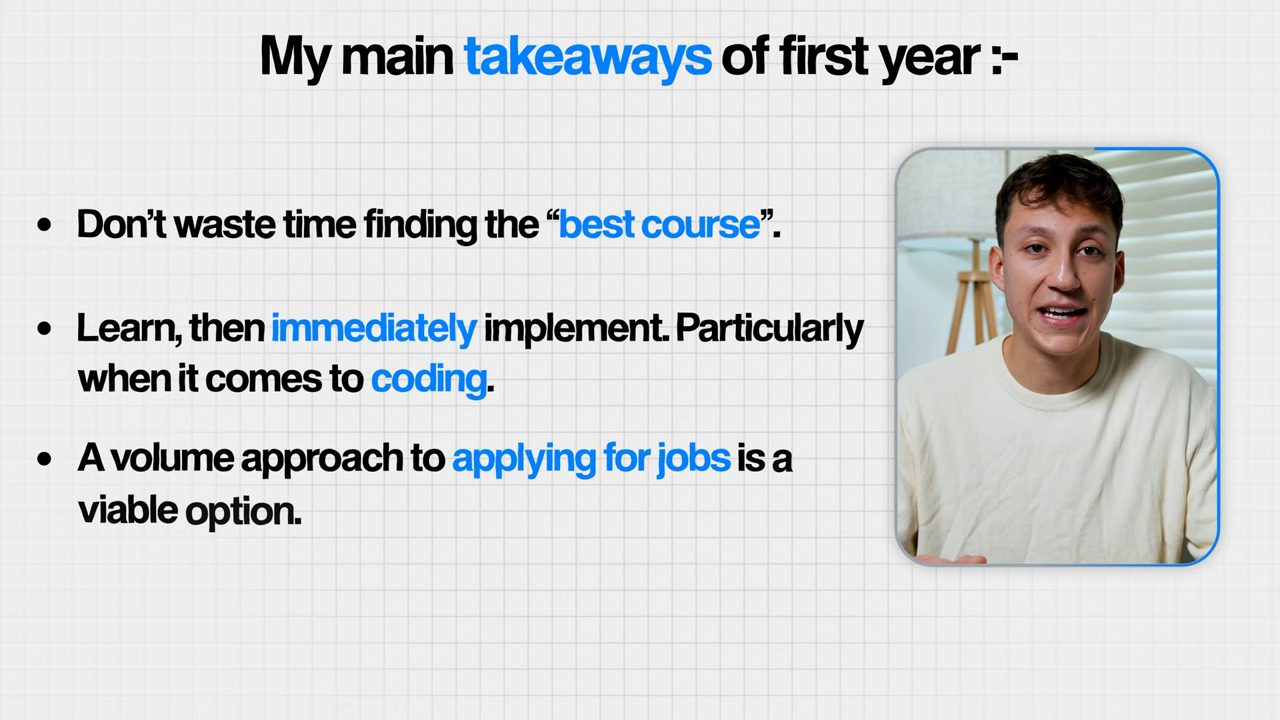 My main takeaways of first year :-
• Don’t waste time finding the “best course”.
• Learn, then immediately implement. Particularly
when it comes to coding.
• A volume approach to applying for jobs is a
viable option.